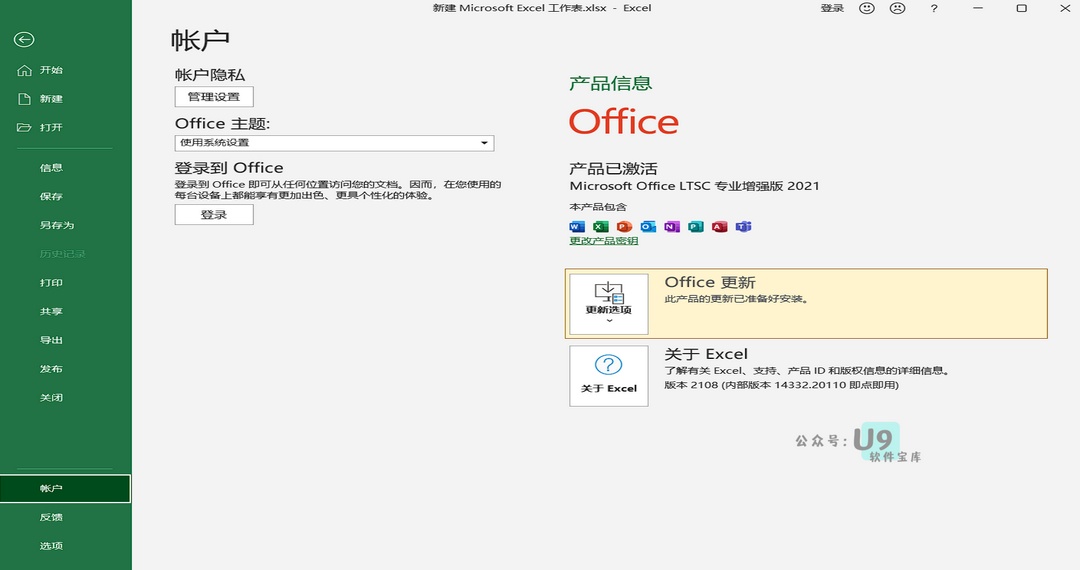 新建 Microsoft Excel 工作表.xlsx - Excel
登录
?
开始
新建
打开
信息
保存
另存为
历史记录
打印
共享
导出
发布
关闭
帐户
反馈
选项
帐户
帐户隐私
管理设置
Office 主题:
使用系统设置
登录到 Office
登录到 Office 即可从任何位置访问您的文档。因而，在您使用的
每台设备上都能享有更加出色、更具个性化的体验。
登录
产品信息
Office
产品已激活
Microsoft Office LTSC 专业增强版 2021
本产品包含
W X P O N P A T
更改产品密钥
更新选项
Office 更新
此产品的更新已准备好安装。
?
关于 Excel
关于 Excel
了解有关 Excel、支持、产品 ID 和版权信息的详细信息。
版本 2108 (内部版本 14332.20110 即点即用)
公众号: U9
软件宝库